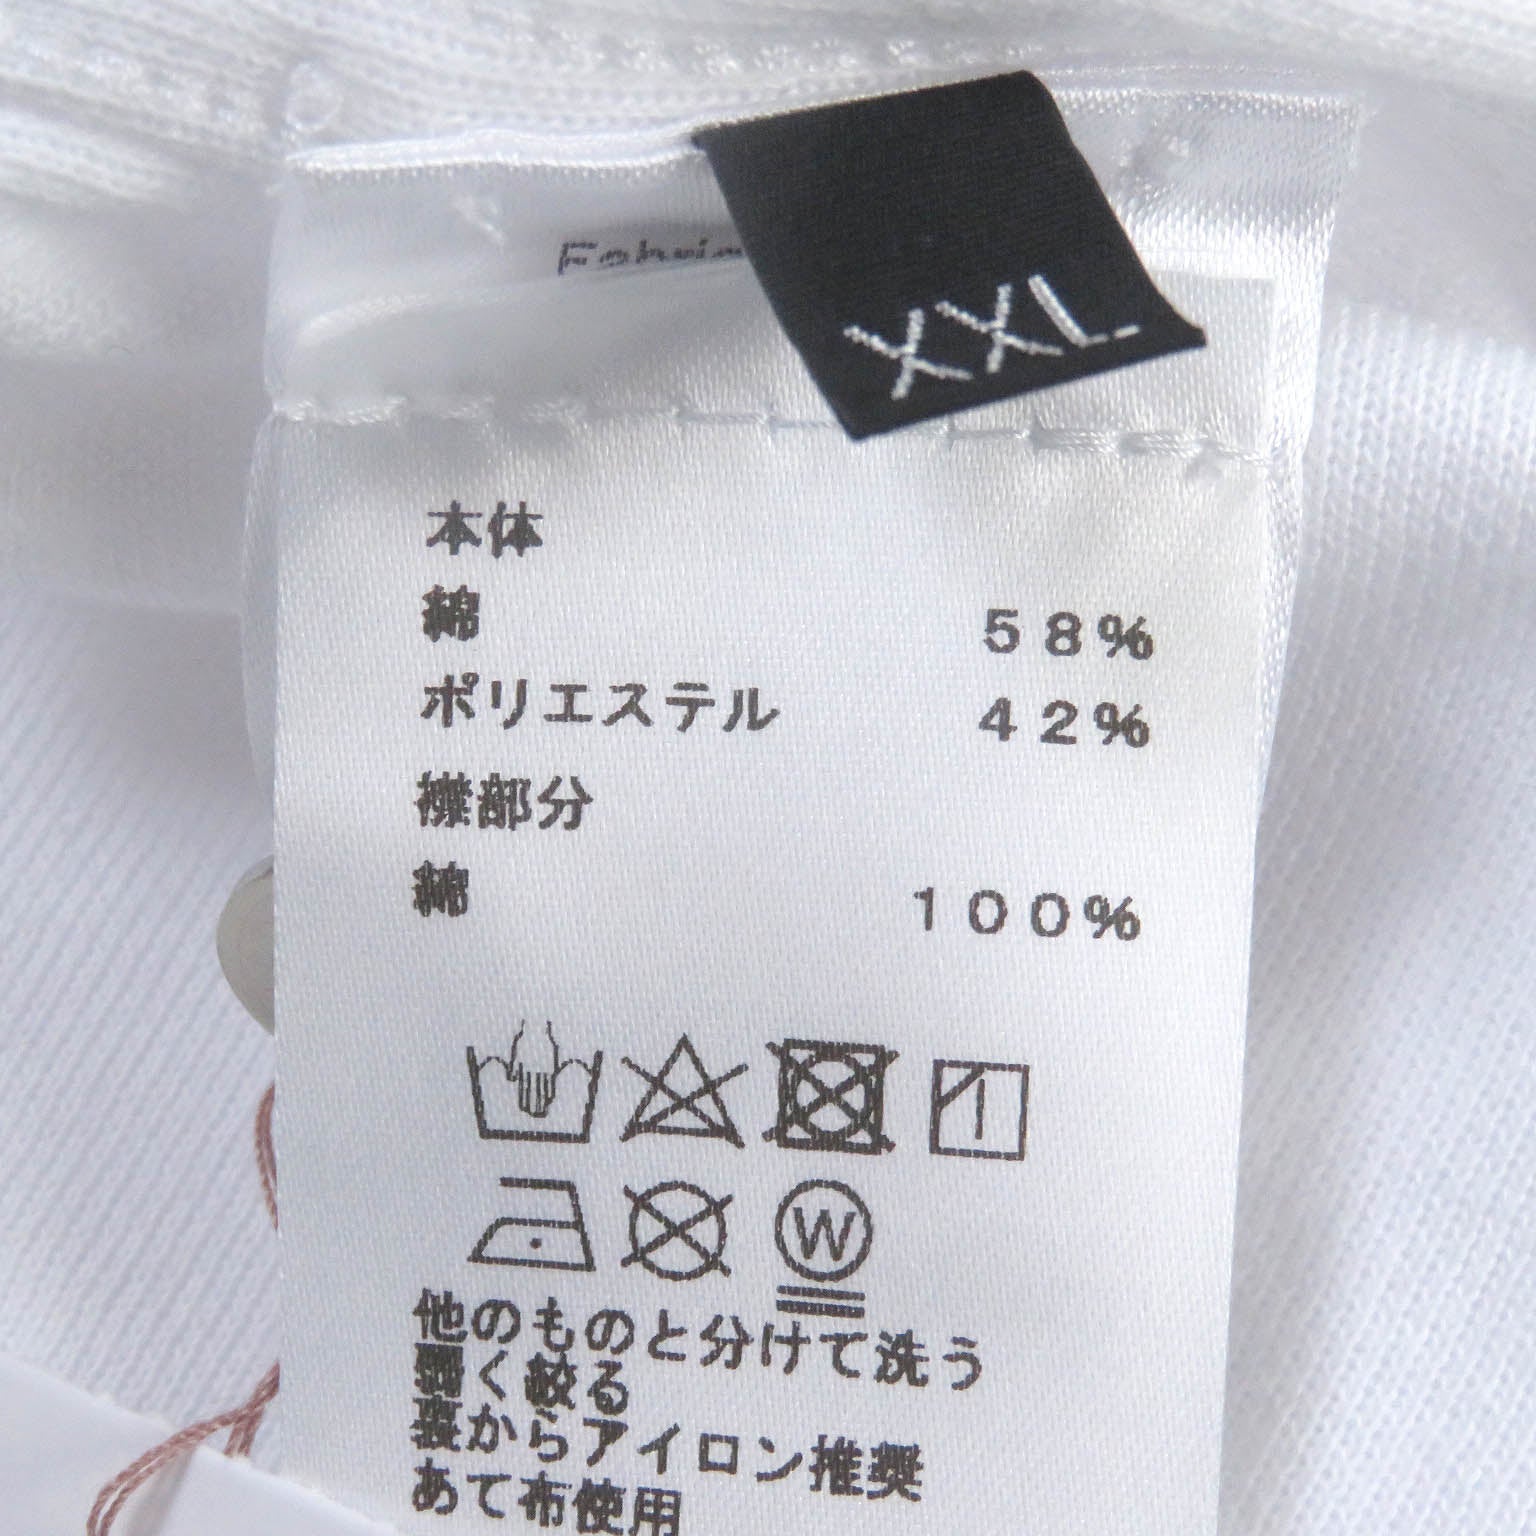 XXL
本体
綿 58%
ポリエステル 42%
襟部分
綿 100%
W
他のものと分けて洗う
弱く絞る
裏からアイロン推奨
あて布使用